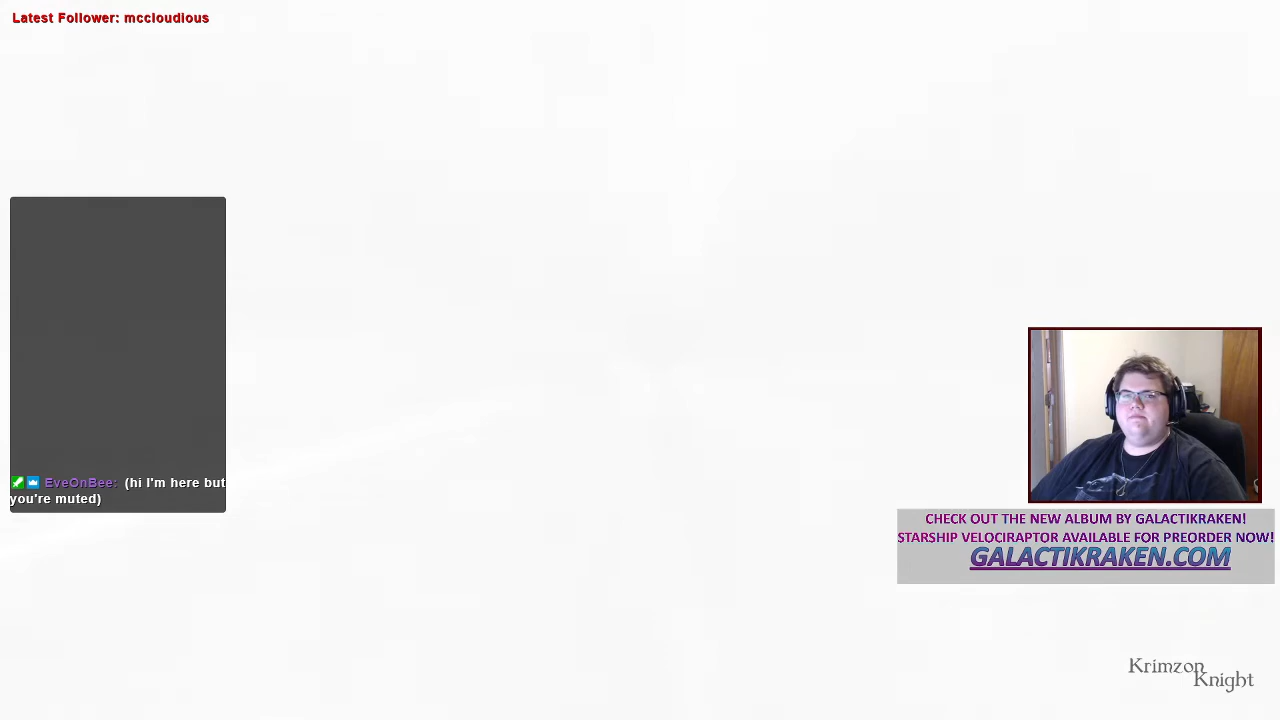 Latest Follower: mccloudious
EveOnBee: (hi I'm here but
you're muted)
CHECK OUT THE NEW ALBUM BY GALACTIKRAKEN!
STARSHIP VELOCIRAPTOR AVAILABLE FOR PREORDER NOW!
GALACTIKRAKEN.COM
Krimzon
Knight